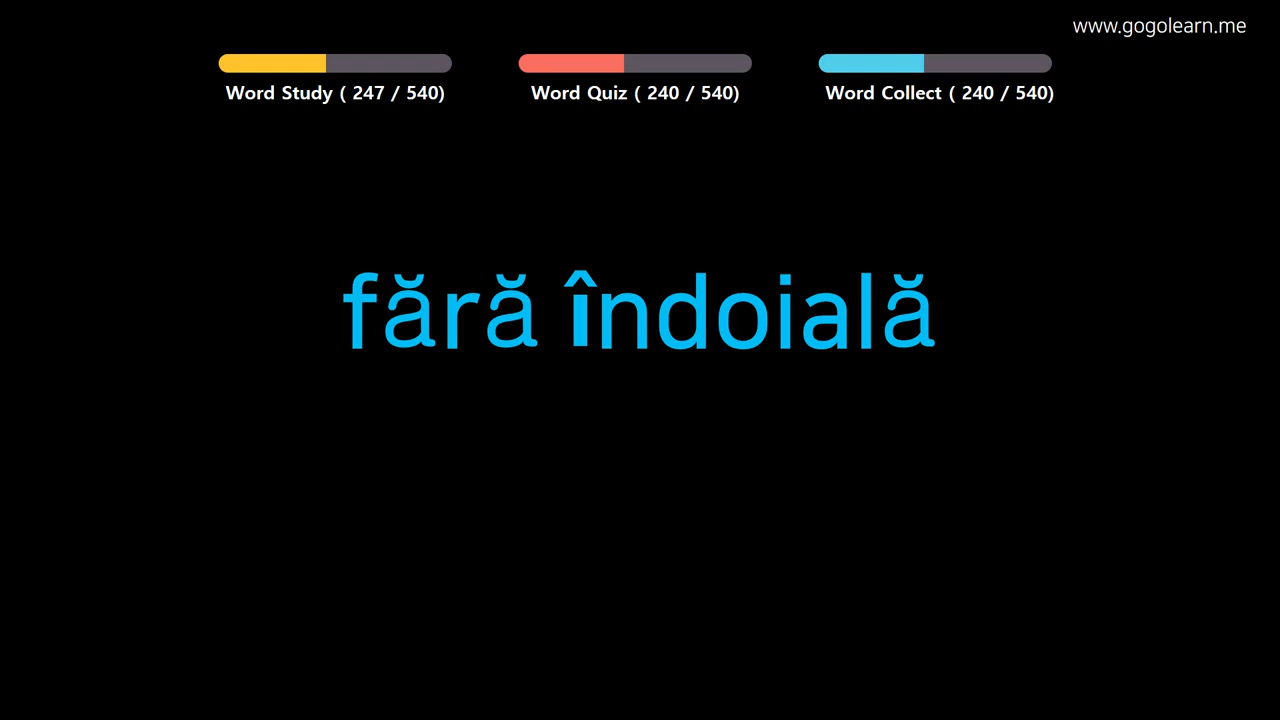 www.gogolearn.me
Word Study ( 247 / 540)
Word Quiz ( 240 / 540)
Word Collect ( 240 / 540)
fără îndoială